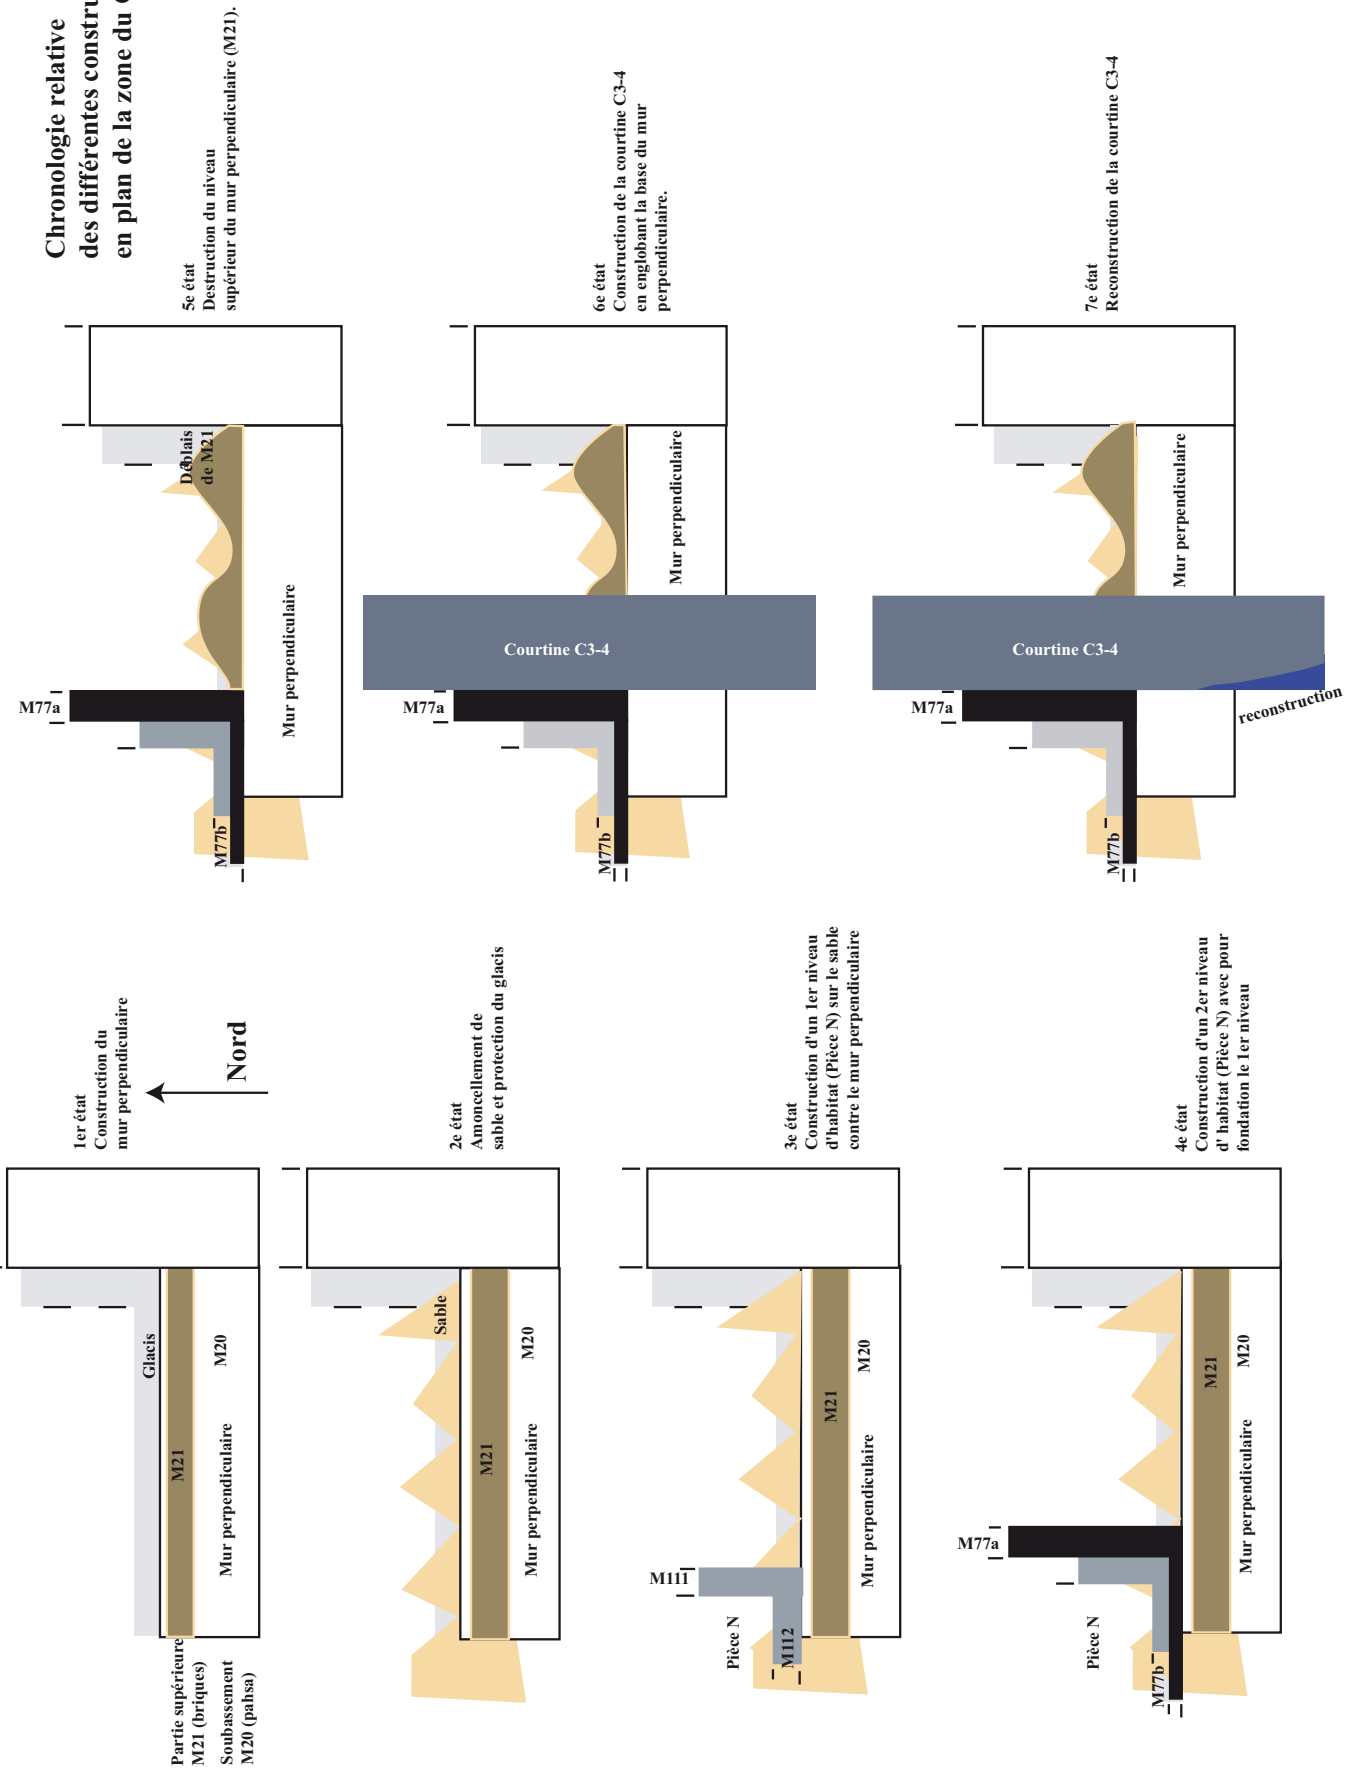 Chronologie relative
des différentes
en plan de la zone du
1er état
Construction du
mur perpendiculaire
Nord
Glacis
M21
M20
Mur perpendiculaire
Partie supérieure
M21 (briques)
Soubassement
M20 (pahsa)
2e état
Amoncellement de
sable et protection du glacis
Sable
M21
M20
Mur perpendiculaire
3e état
Construction d'un 1er niveau
d'habitat (Pièce N) sur le sable
contre le mur perpendiculaire
M20
M21
Mur perpendiculaire
M111
M112
Pièce N
4e état
Construction d'un 2er niveau
d' habitat (Pièce N) avec pour
fondation le 1er niveau
M21
M20
Mur perpendiculaire
M77a
M77b
Pièce N
5e état
Destruction du niveau
supérieur du mur perpendiculaire (M21).
Déblais
de M21
Mur perpendiculaire
M77a
M77b
6e état
Construction de la courtine C3-4
en englobant la base du mur
perpendiculaire.
Mur perpendiculaire
Courtine C3-4
M77a
M77b
7e état
Reconstruction de la courtine C3-4
Mur perpendiculaire
Courtine C3-4
M77a
reconstruction
M77b